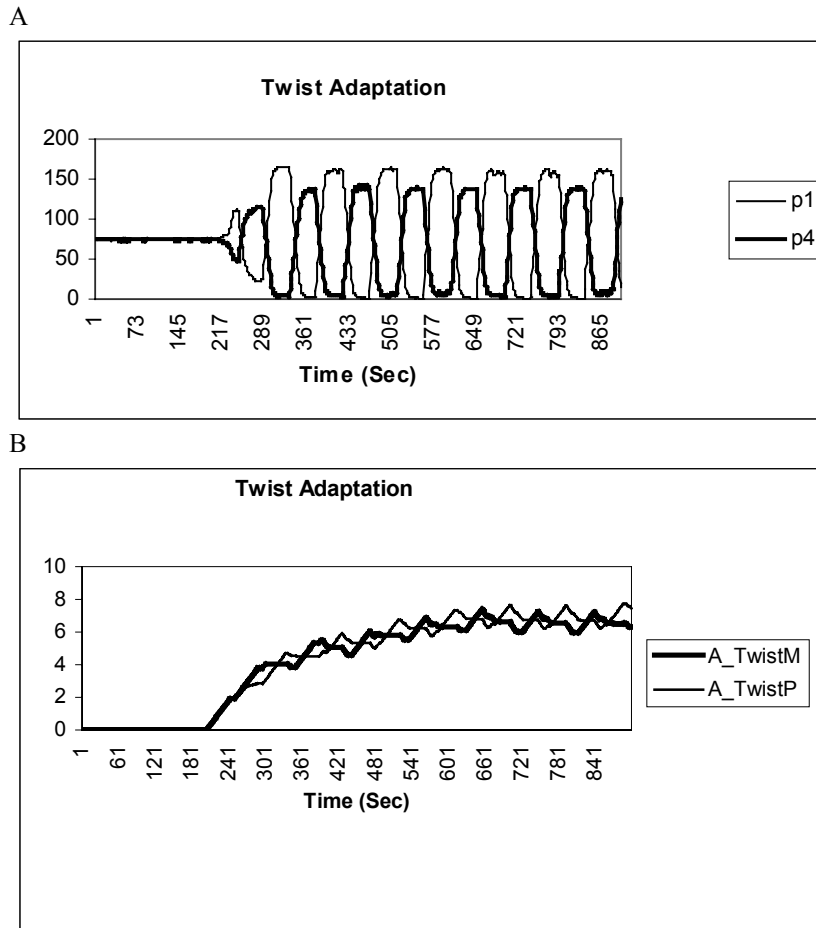 A
Twist Adaptation
200
150
100
50
0
1 73 145 217 289 361 433 505 577 649 721 793 865
Time (Sec)
p1
p4
B
Twist Adaptation
10
8
6
4
2
0
1 61 121 181 241 301 361 421 481 541 601 661 721 781 841
Time (Sec)
A_TwistM
A_TwistP